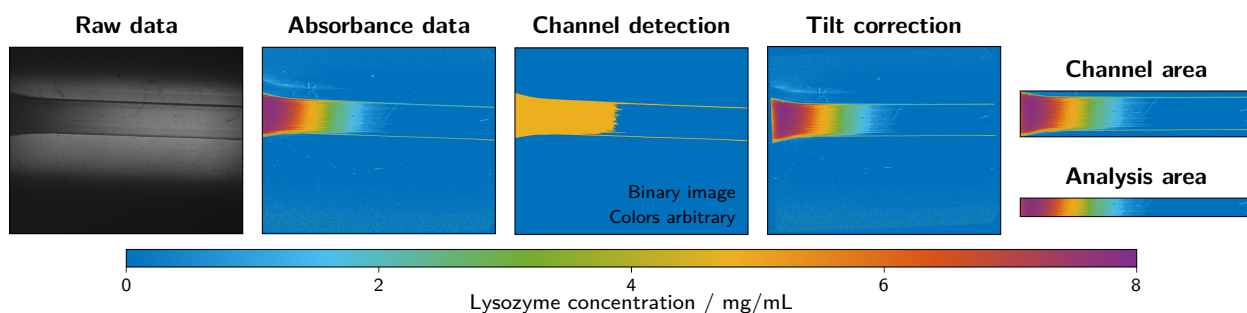 Raw data
Absorbance data
Channel detection
Tilt correction
Channel area
Analysis area
Binary image
Colors arbitrary
0 2 4 6 8
Lysozyme concentration / mg/mL